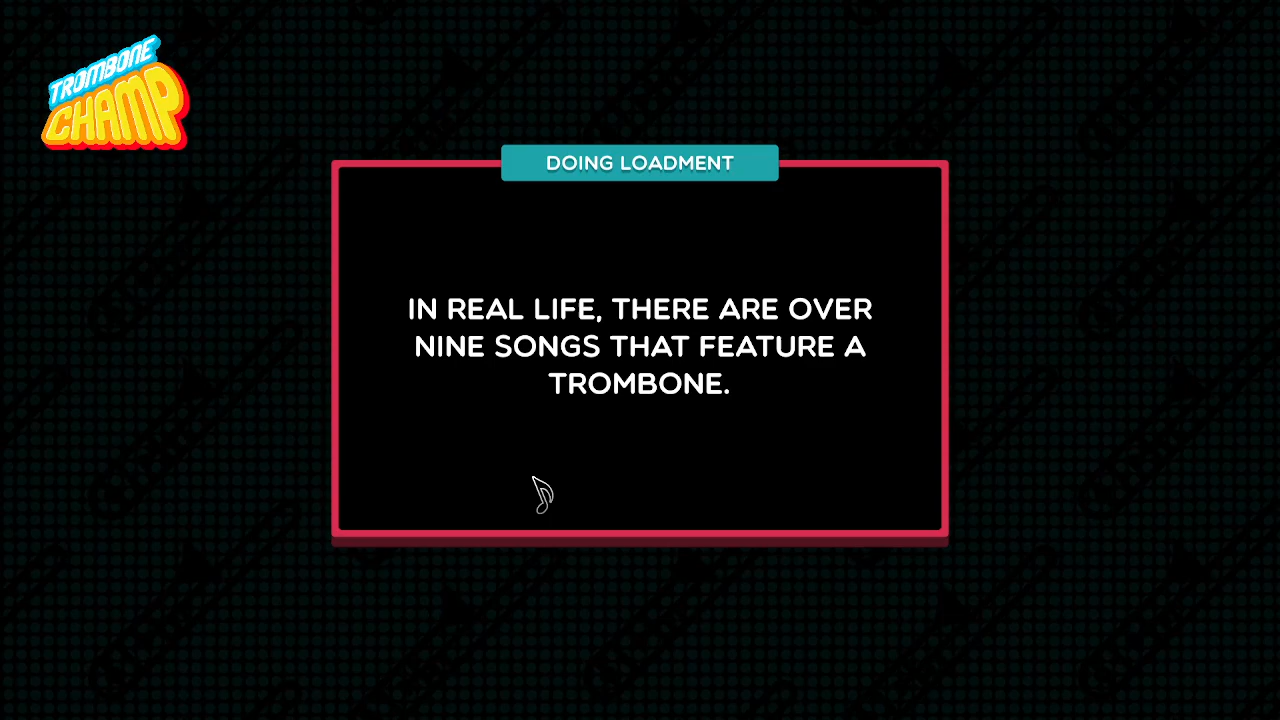 TROMBONE
CHAMP
DOING LOADMENT
IN REAL LIFE, THERE ARE OVER
NINE SONGS THAT FEATURE A
TROMBONE.